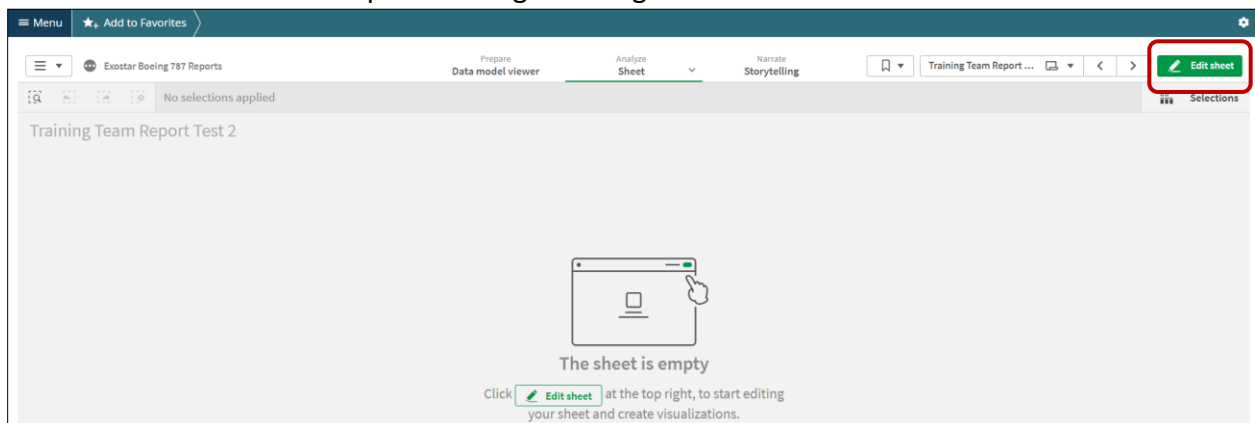 Menu
Add to Favorites
Exostar Boeing 787 Reports
Prepare
Data model viewer
Analyze
Sheet
Narrate
Storytelling
Training Team Report ...
Edit sheet
No selections applied
Selections
Training Team Report Test 2
The sheet is empty
Click Edit sheet at the top right, to start editing
your sheet and create visualizations.